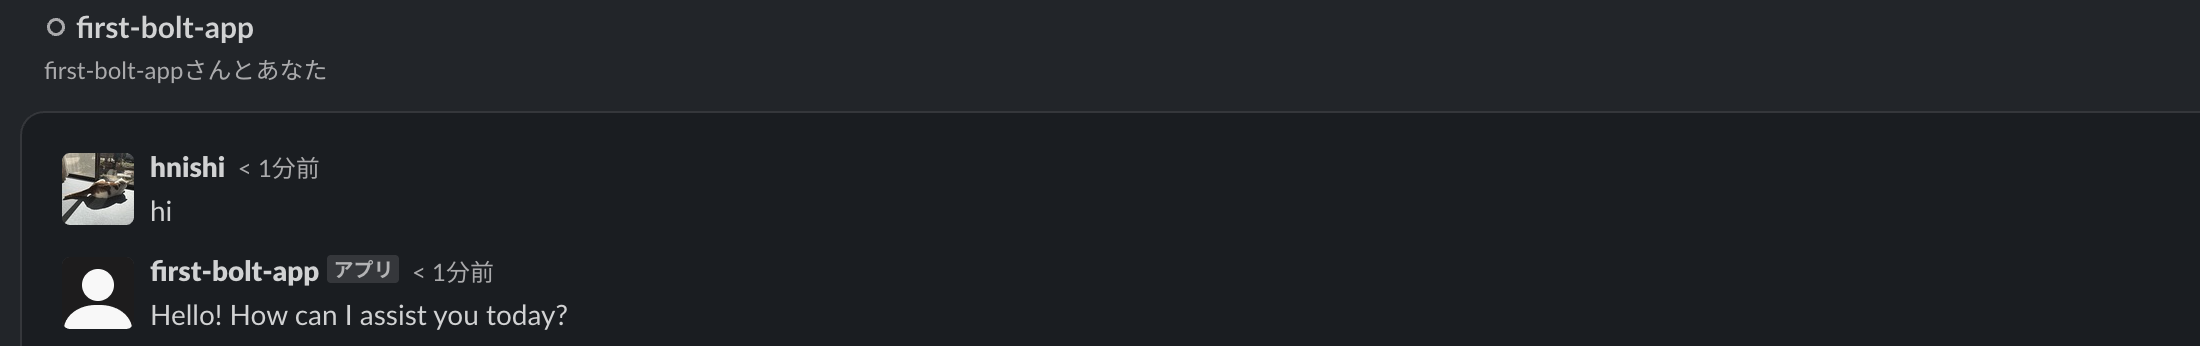 first-bolt-app
first-bolt-appさんとあなた
hnishi < 1分前
hi
first-bolt-app アプリ < 1分前
Hello! How can I assist you today?